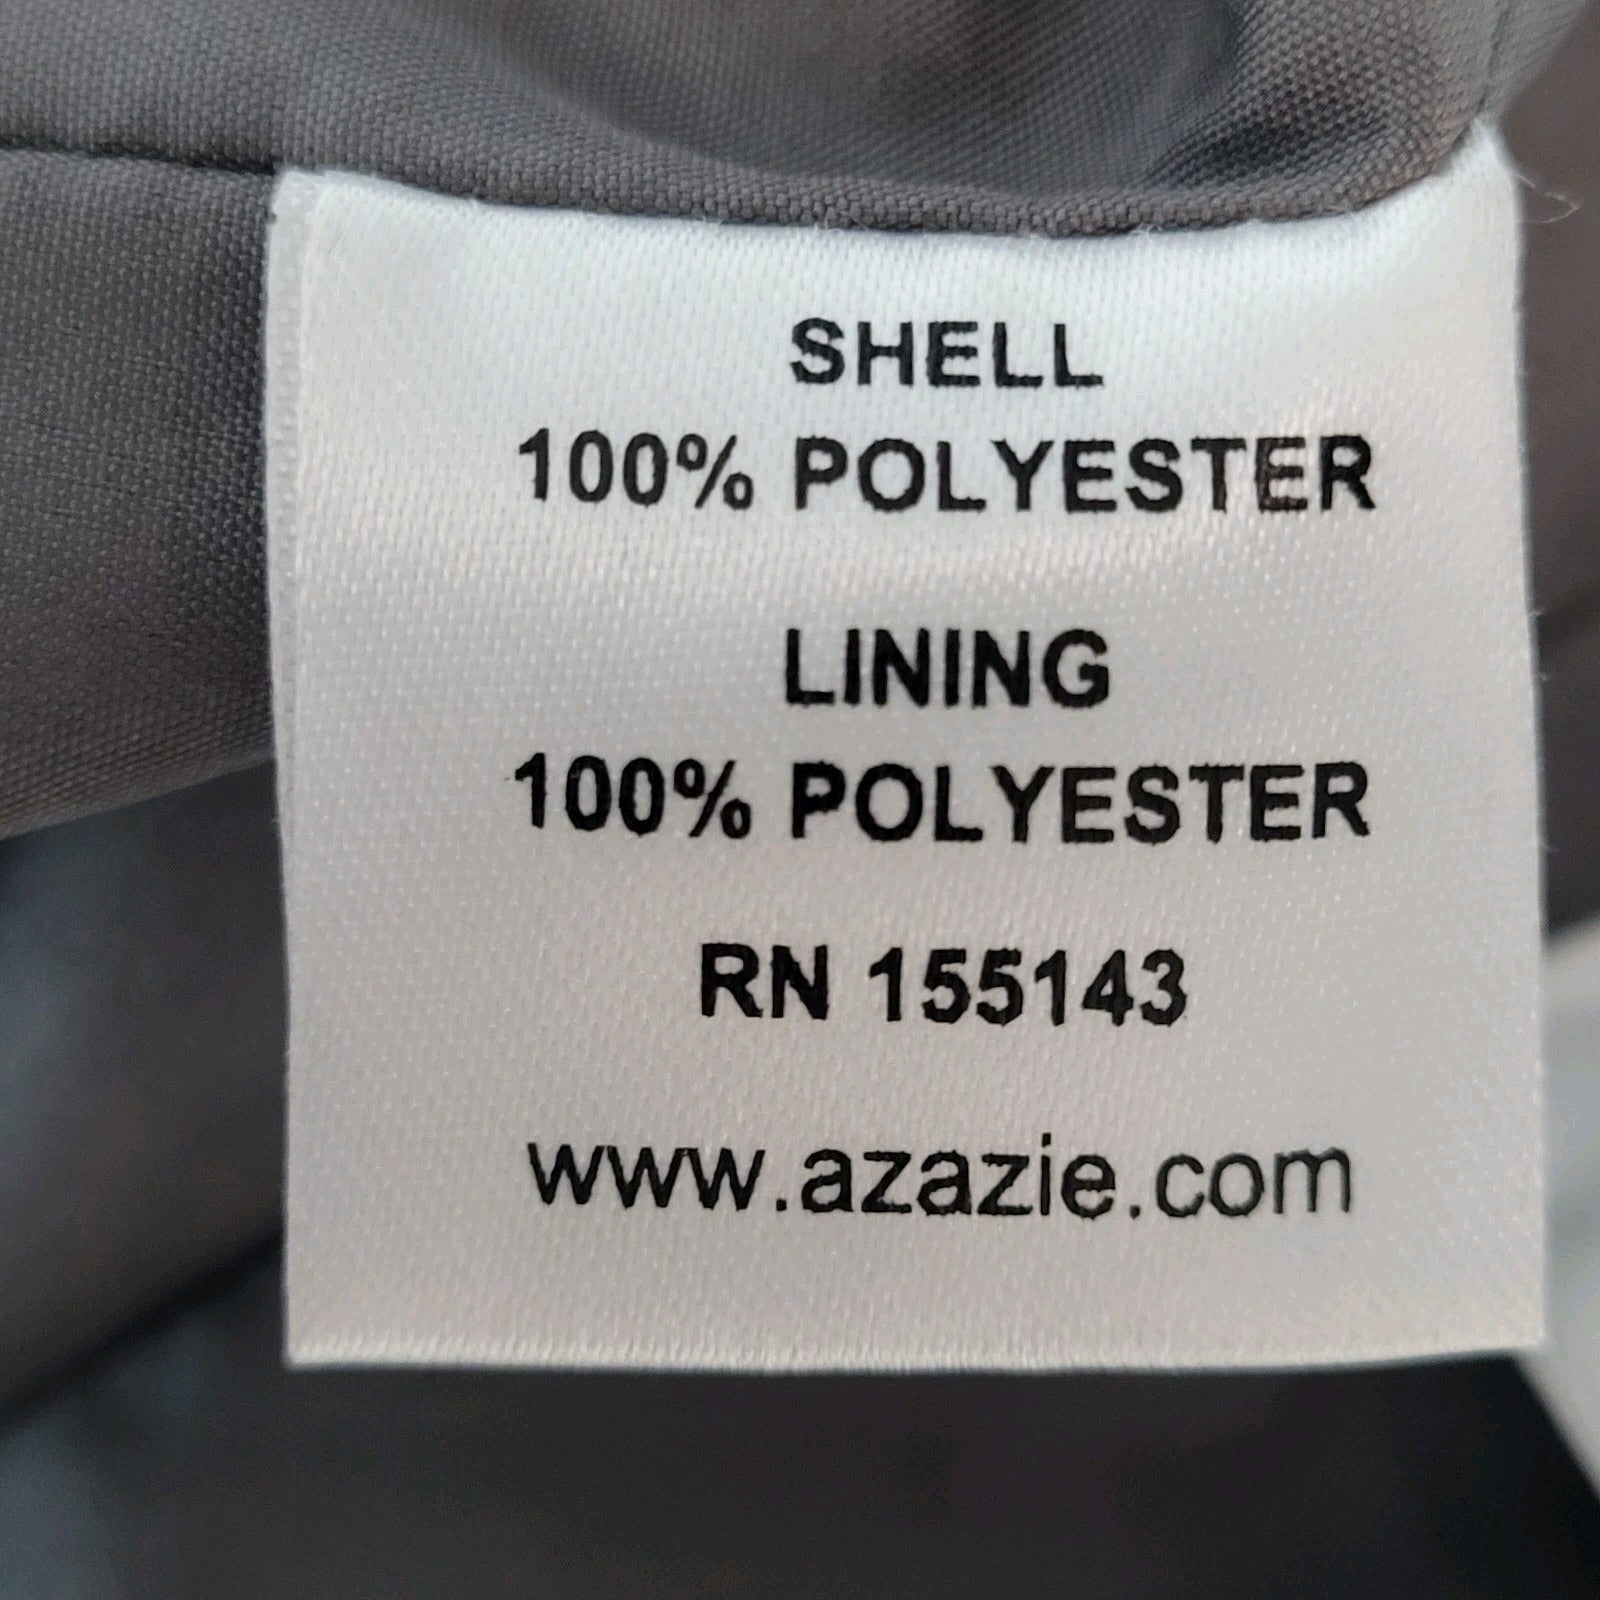 SHELL
100% POLYESTER
LINING
100% POLYESTER
RN 155143
www.azazie.com